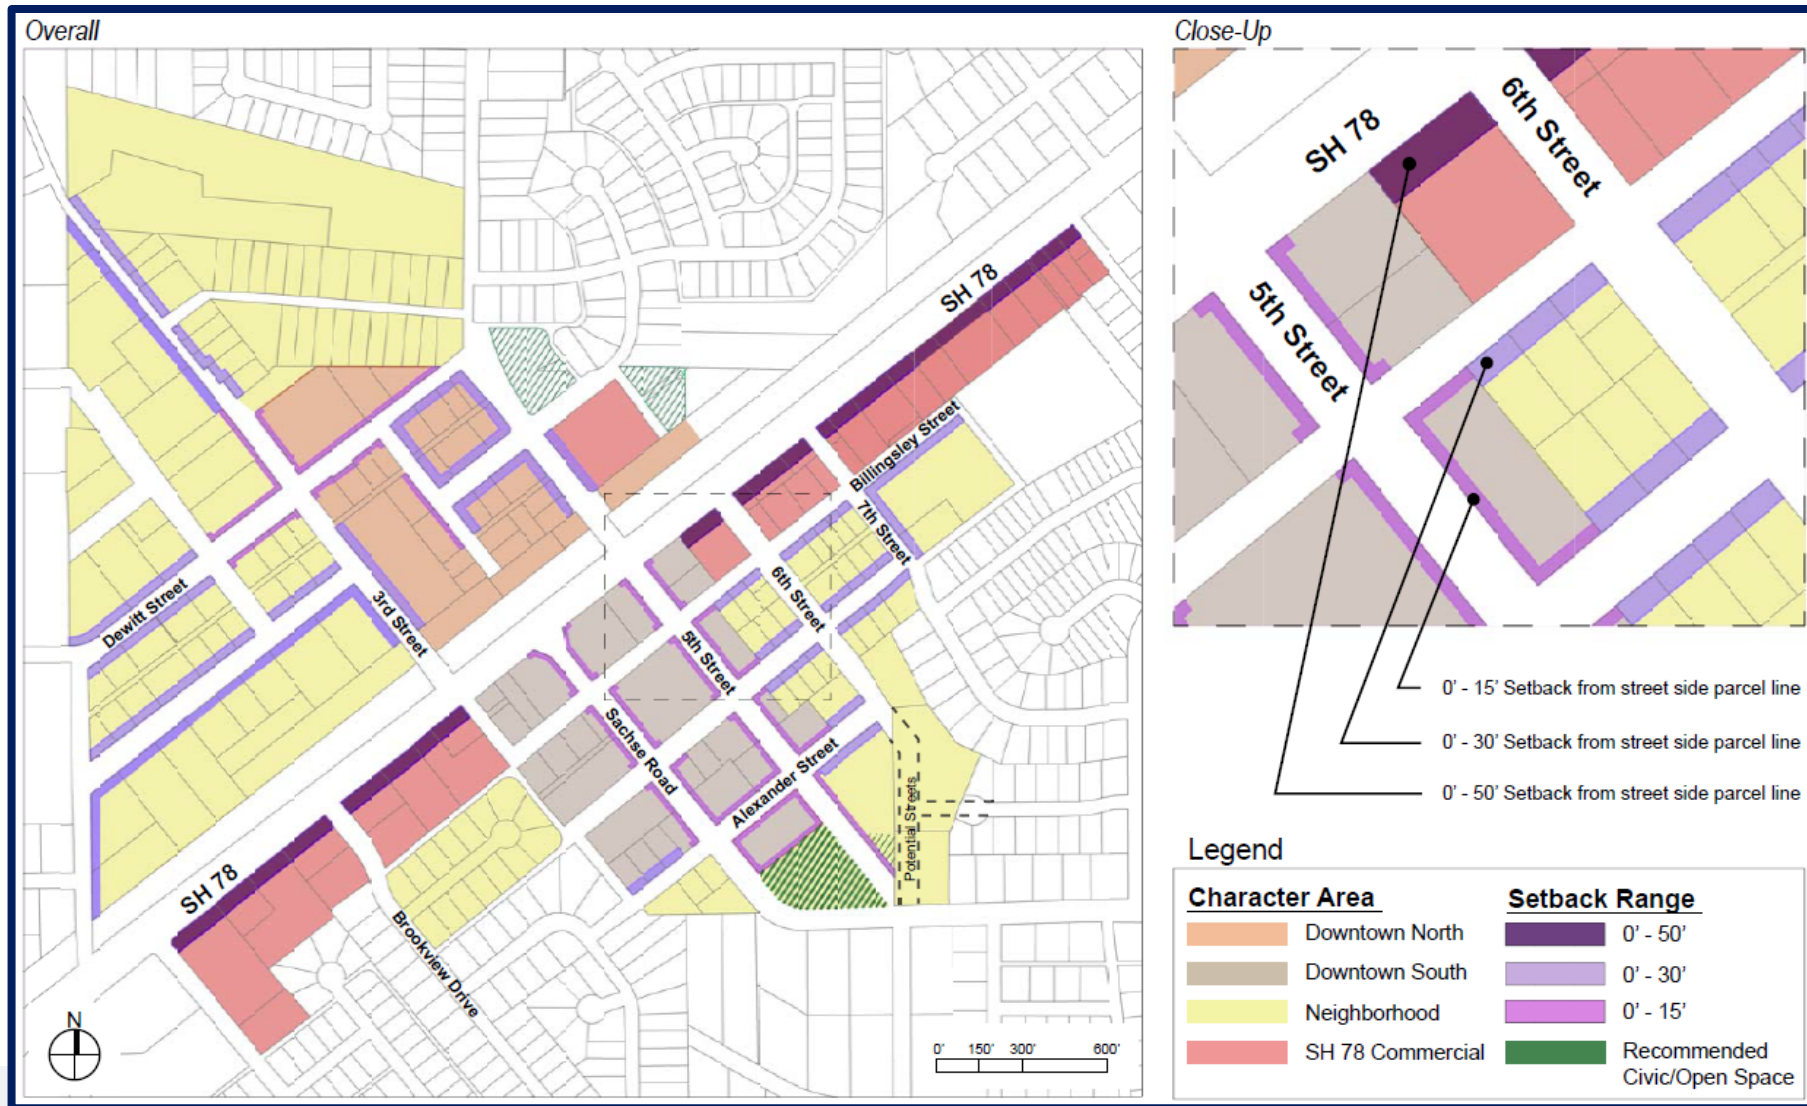 Overall
SH 78
Billingsley Street
7th Street
6th Street
5th Street
Dewitt Street
3rd Street
Sachse Road
Alexander Street
Potential Streets
SH 78
Brookview Drive
N
0' 150' 300' 600'
Close-Up
SH 78
6th Street
5th Street
0' - 15' Setback from street side parcel line
0' - 30' Setback from street side parcel line
0' - 50' Setback from street side parcel line
Legend
Character Area
Downtown North
Downtown South
Neighborhood
SH 78 Commercial
Setback Range
0' - 50'
0' - 30'
0' - 15'
Recommended
Civic/Open Space